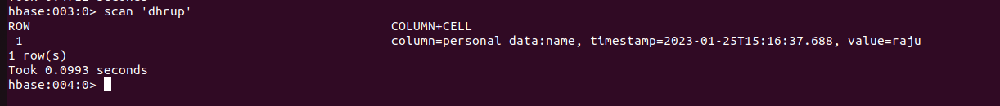 hbase:003:0> scan 'dhrup'
ROW COLUMN+CELL
1 column=personal data:name, timestamp=2023-01-25T15:16:37.688, value=raju
1 row(s)
Took 0.0993 seconds
hbase:004:0>